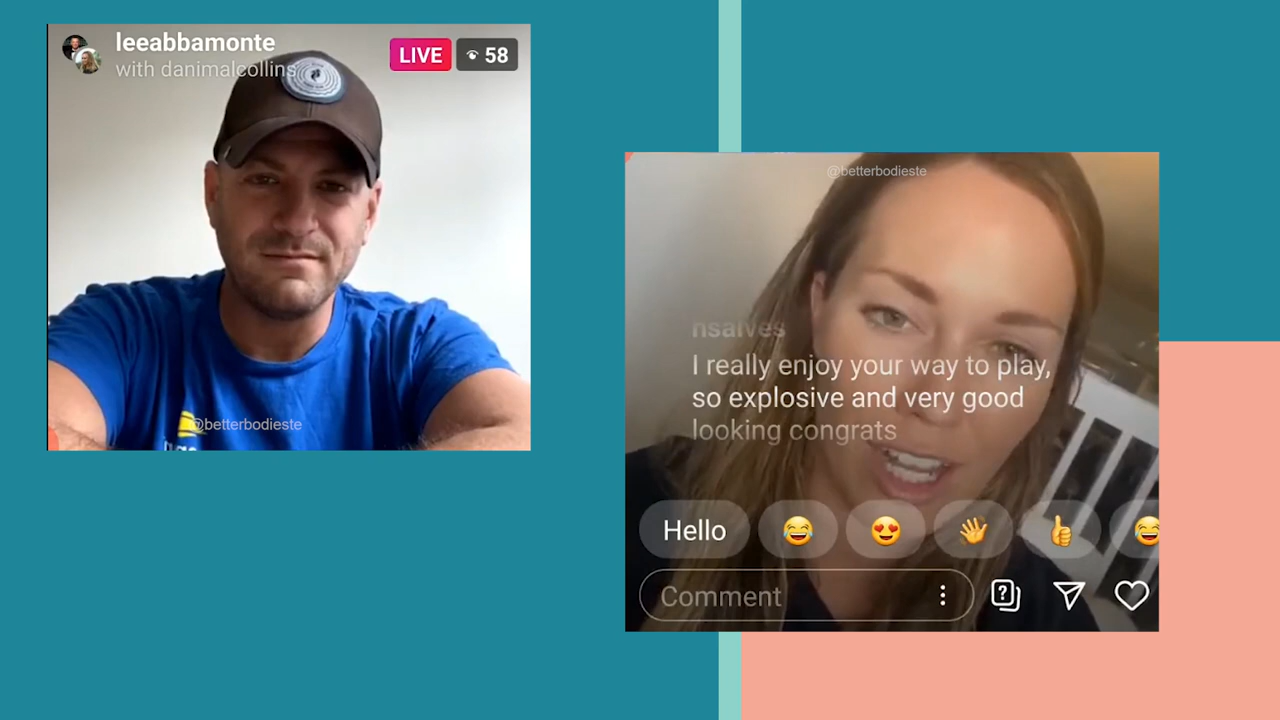 leeabbamonte
with danimalcollins
LIVE
58
@betterbodieste
@betterbodieste
I really enjoy your way to play,
so explosive and very good
looking congrats
Hello
Comment